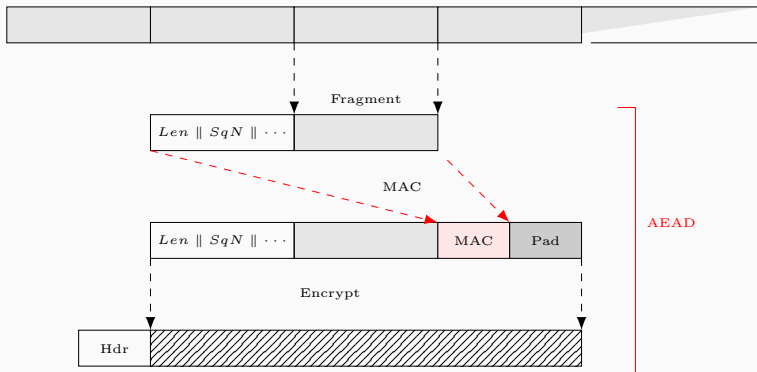 Fragment
Len ∥ SqN ∥ ···
MAC
AEAD
Len ∥ SqN ∥ ··· MAC Pad
Encrypt
Hdr